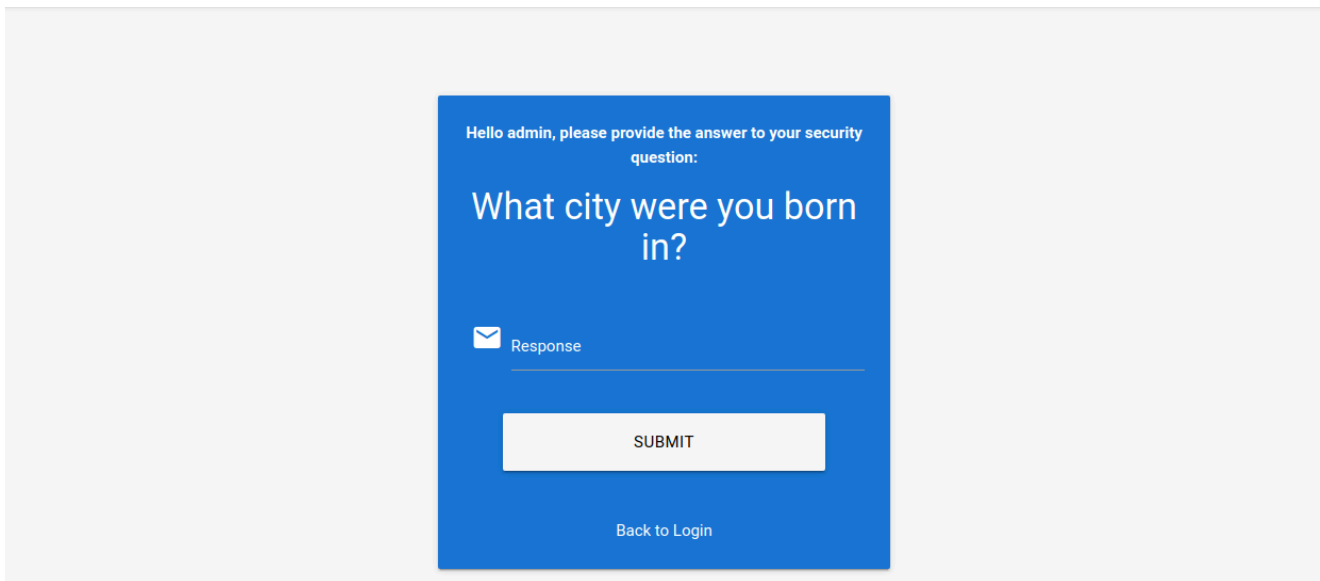 Hello admin, please provide the answer to your security
question:
What city were you born
in?
Response
SUBMIT
Back to Login